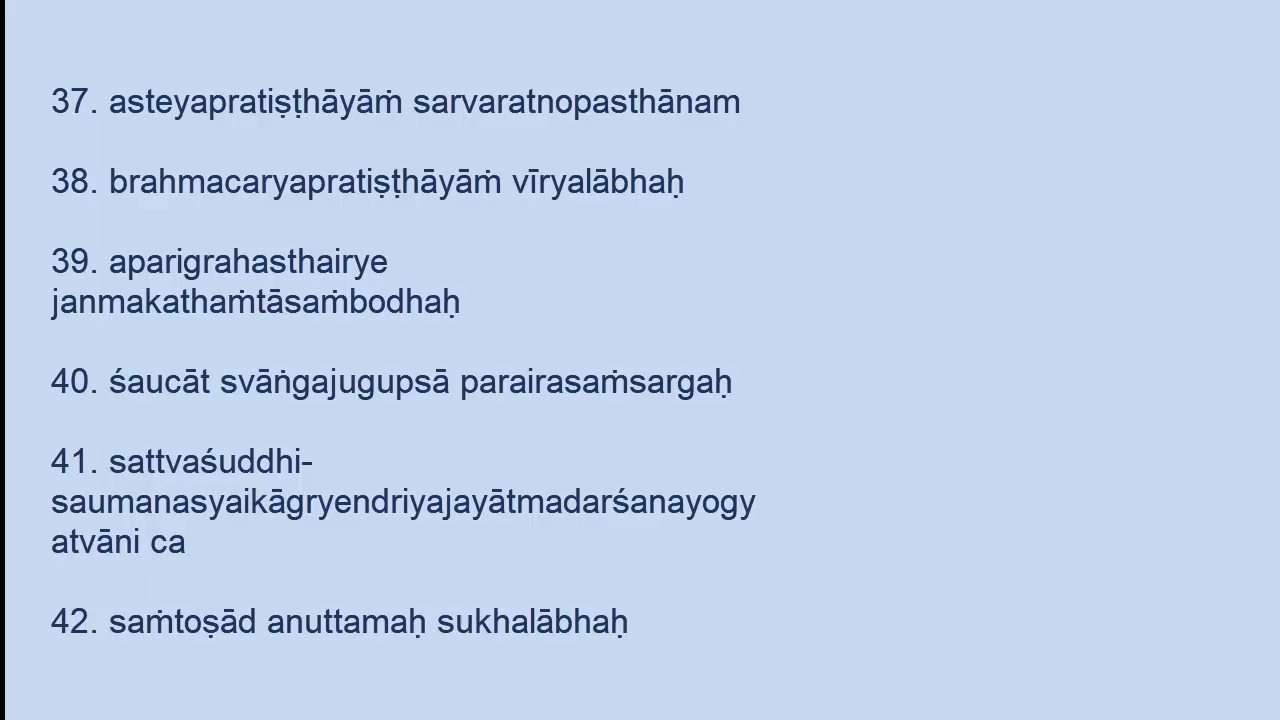 37. asteyapratiṣṭhāyāṁ sarvaratnopasthānam
38. brahmacaryapratiṣṭhāyāṁ vīryalābhaḥ
39. aparigrahasthairye
janmakathaṁtāsaṁbodhaḥ
40. śaucāt svāṅgajugupsā parairasaṁsargaḥ
41. sattvaśuddhi-
saumanasyaikāgryendriyajayātmadarśanayogy
atvāni ca
42. saṁtoṣād anuttamaḥ sukhalābhaḥ